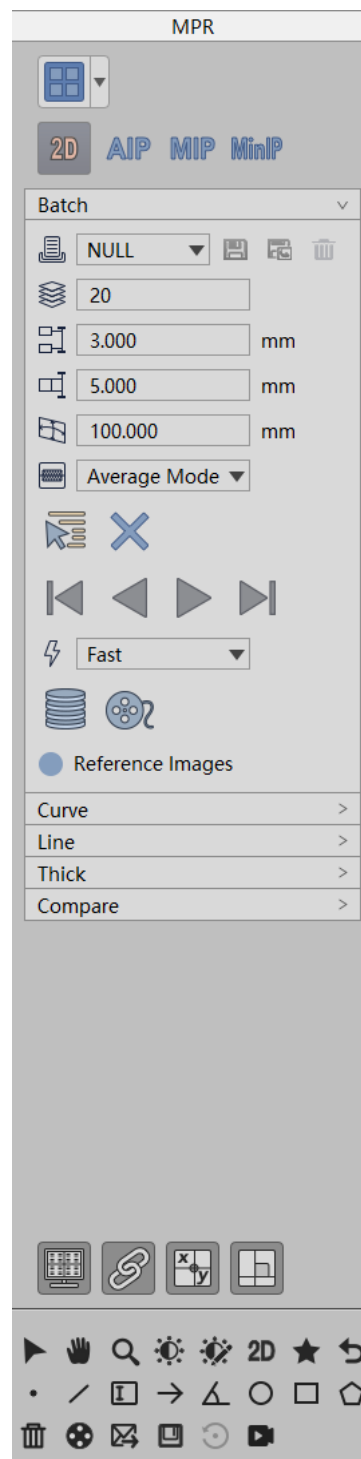 MPR
2D AIP MIP MinIP
Batch
NULL
20
3.000 mm
5.000 mm
100.000 mm
Average Mode
Fast
Reference Images
Curve
Line
Thick
Compare
x
y
2D
I